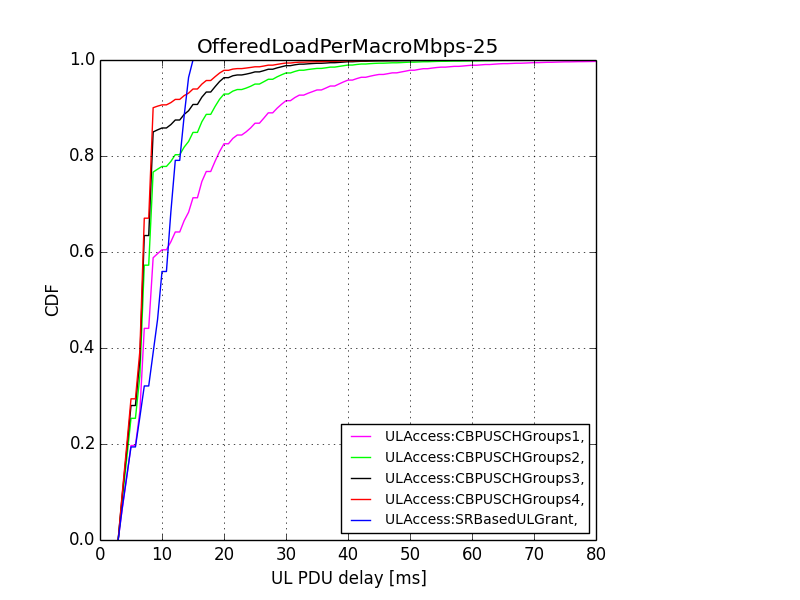 OfferedLoadPerMacroMbps-25
1.0
0.8
0.6
0.4
0.2
0.0
CDF
ULAccess:CBPUSCHGroups1,
ULAccess:CBPUSCHGroups2,
ULAccess:CBPUSCHGroups3,
ULAccess:CBPUSCHGroups4,
ULAccess:SRBasedULGrant,
0 10 20 30 40 50 60 70 80
UL PDU delay [ms]